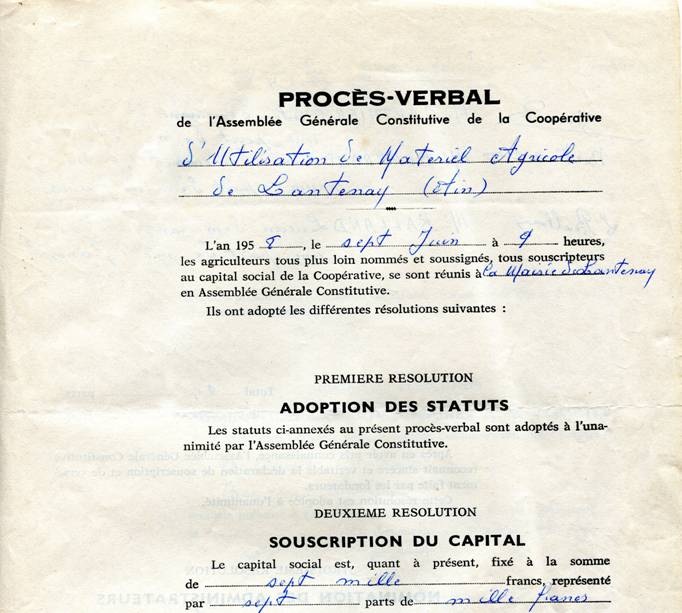 PROCÈS-VERBAL
de l'Assemblée Générale Constitutive de la Coopérative
d'Utilisation de Materiel Agricole
de Lantenay (Ain)
L'an 1958, le sept Juin à 9 heures,
les agriculteurs tous plus loin nommés et soussignés, tous souscripteurs
au capital social de la Coopérative, se sont réunis à la Mairie de Lantenay
en Assemblée Générale Constitutive.
Ils ont adopté les différentes résolutions suivantes :
PREMIERE RESOLUTION
ADOPTION DES STATUTS
Les statuts ci-annexés au présent procès-verbal sont adoptés à l'una-
nimité par l'Assemblée Générale Constitutive.
DEUXIEME RESOLUTION
SOUSCRIPTION DU CAPITAL
Le capital social est, quant à présent, fixé à la somme
de sept mille francs, représenté
par sept parts de mille francs